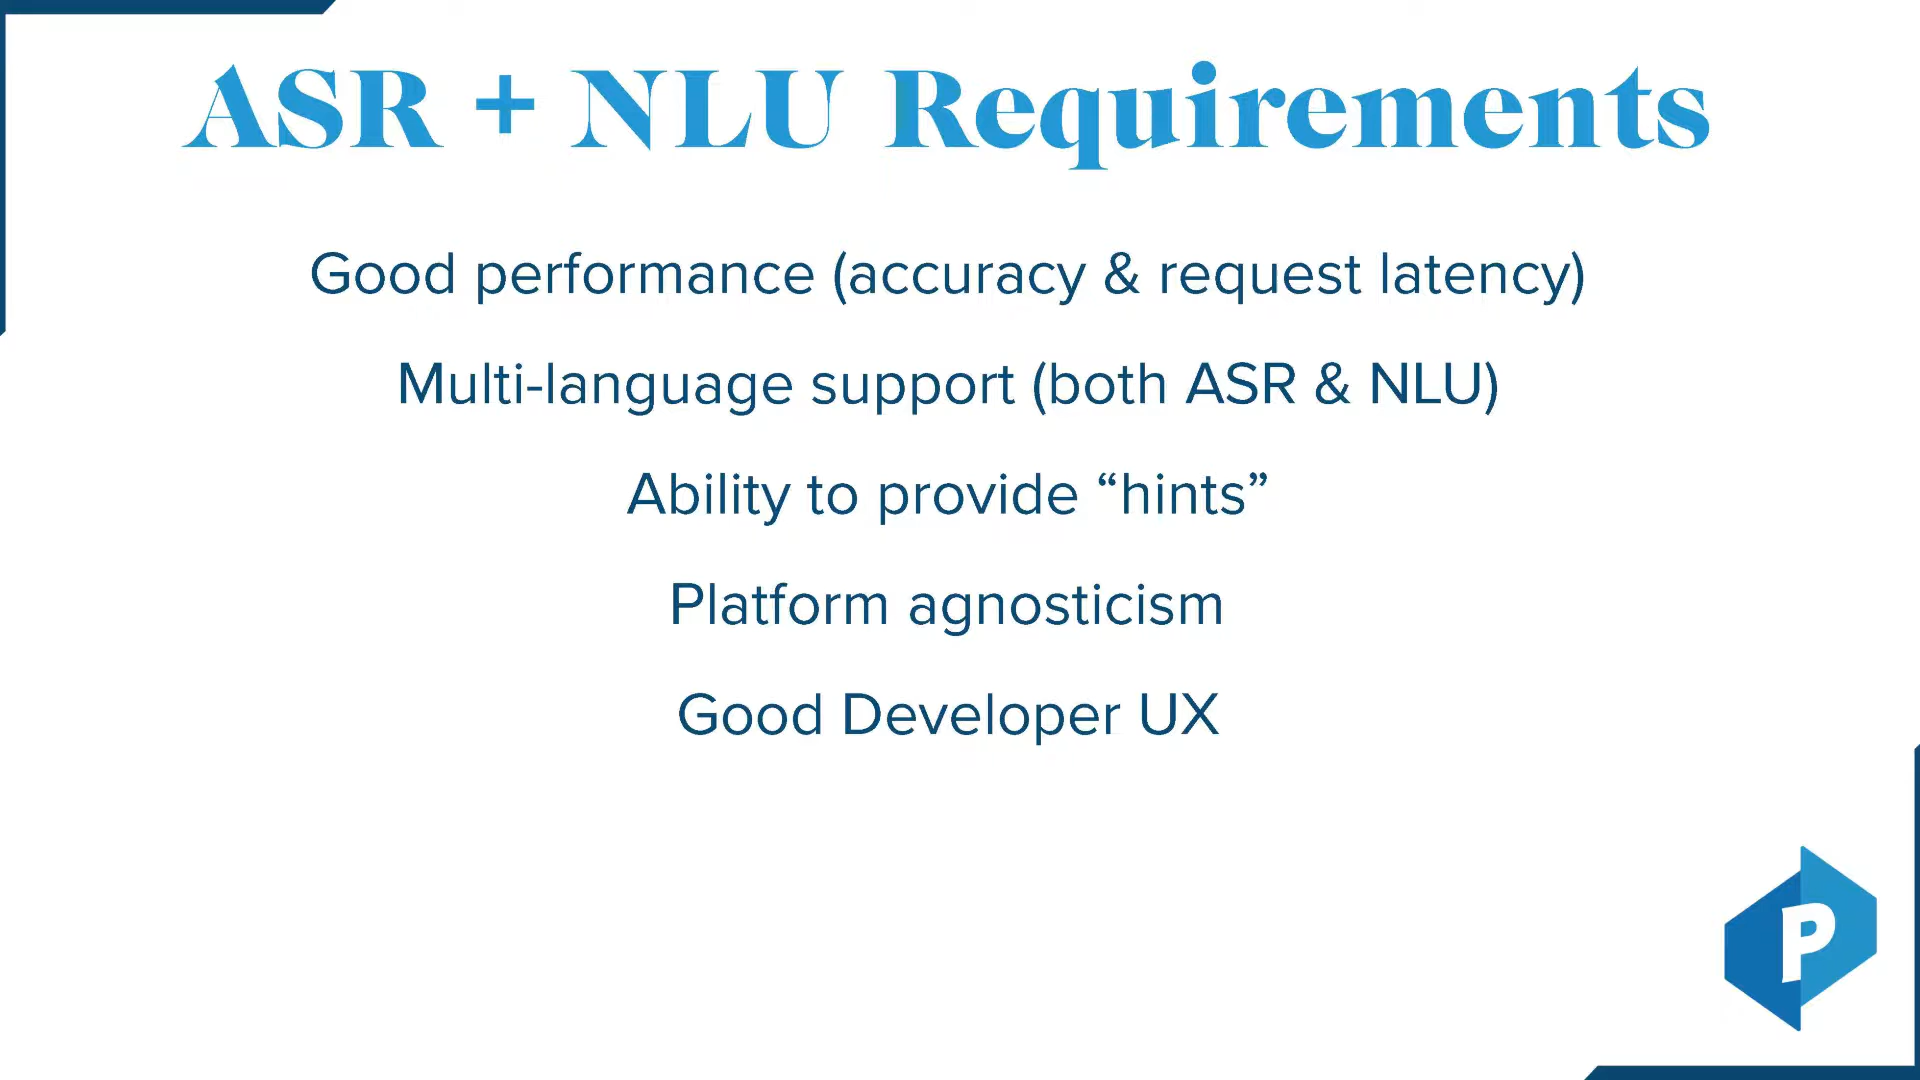 ASR + NLU Requirements
Good performance (accuracy & request latency)
Multi-language support (both ASR & NLU)
Ability to provide “hints”
Platform agnosticism
Good Developer UX
P